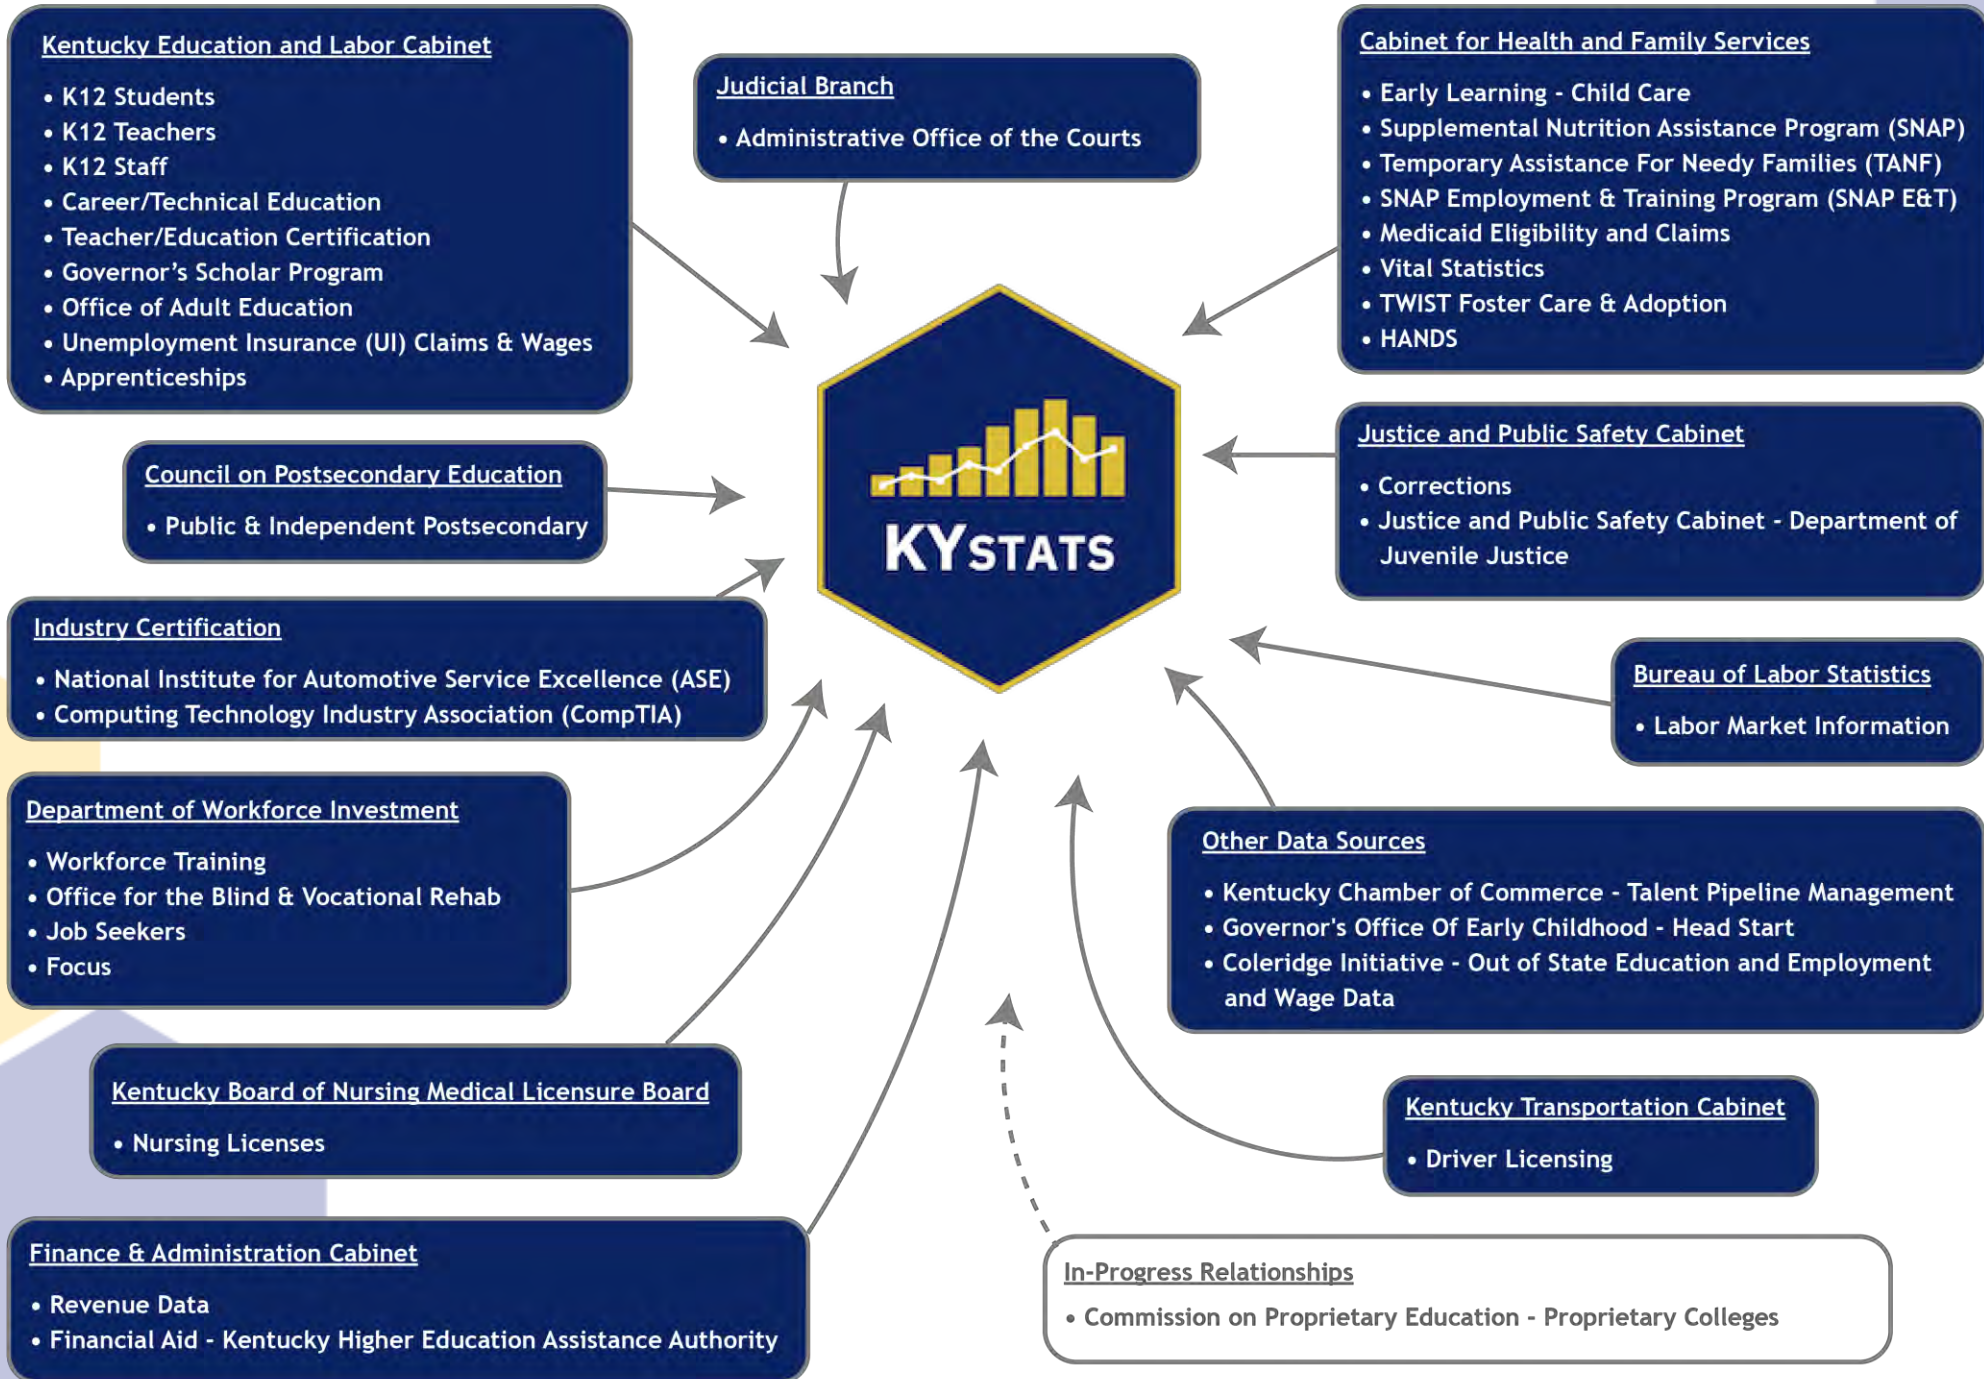 Kentucky Education and Labor Cabinet
• K12 Students
• K12 Teachers
• K12 Staff
• Career/Technical Education
• Teacher/Education Certification
• Governor’s Scholar Program
• Office of Adult Education
• Unemployment Insurance (UI) Claims & Wages
• Apprenticeships
Judicial Branch
• Administrative Office of the Courts
Cabinet for Health and Family Services
• Early Learning - Child Care
• Supplemental Nutrition Assistance Program (SNAP)
• Temporary Assistance For Needy Families (TANF)
• SNAP Employment & Training Program (SNAP E&T)
• Medicaid Eligibility and Claims
• Vital Statistics
• TWIST Foster Care & Adoption
• HANDS
Council on Postsecondary Education
• Public & Independent Postsecondary
KYSTATS
Justice and Public Safety Cabinet
• Corrections
• Justice and Public Safety Cabinet - Department of
Juvenile Justice
Industry Certification
• National Institute for Automotive Service Excellence (ASE)
• Computing Technology Industry Association (CompTIA)
Bureau of Labor Statistics
• Labor Market Information
Department of Workforce Investment
• Workforce Training
• Office for the Blind & Vocational Rehab
• Job Seekers
• Focus
Other Data Sources
• Kentucky Chamber of Commerce - Talent Pipeline Management
• Governor's Office Of Early Childhood - Head Start
• Coleridge Initiative - Out of State Education and Employment
and Wage Data
Kentucky Board of Nursing Medical Licensure Board
• Nursing Licenses
Kentucky Transportation Cabinet
• Driver Licensing
Finance & Administration Cabinet
• Revenue Data
• Financial Aid - Kentucky Higher Education Assistance Authority
In-Progress Relationships
• Commission on Proprietary Education - Proprietary Colleges